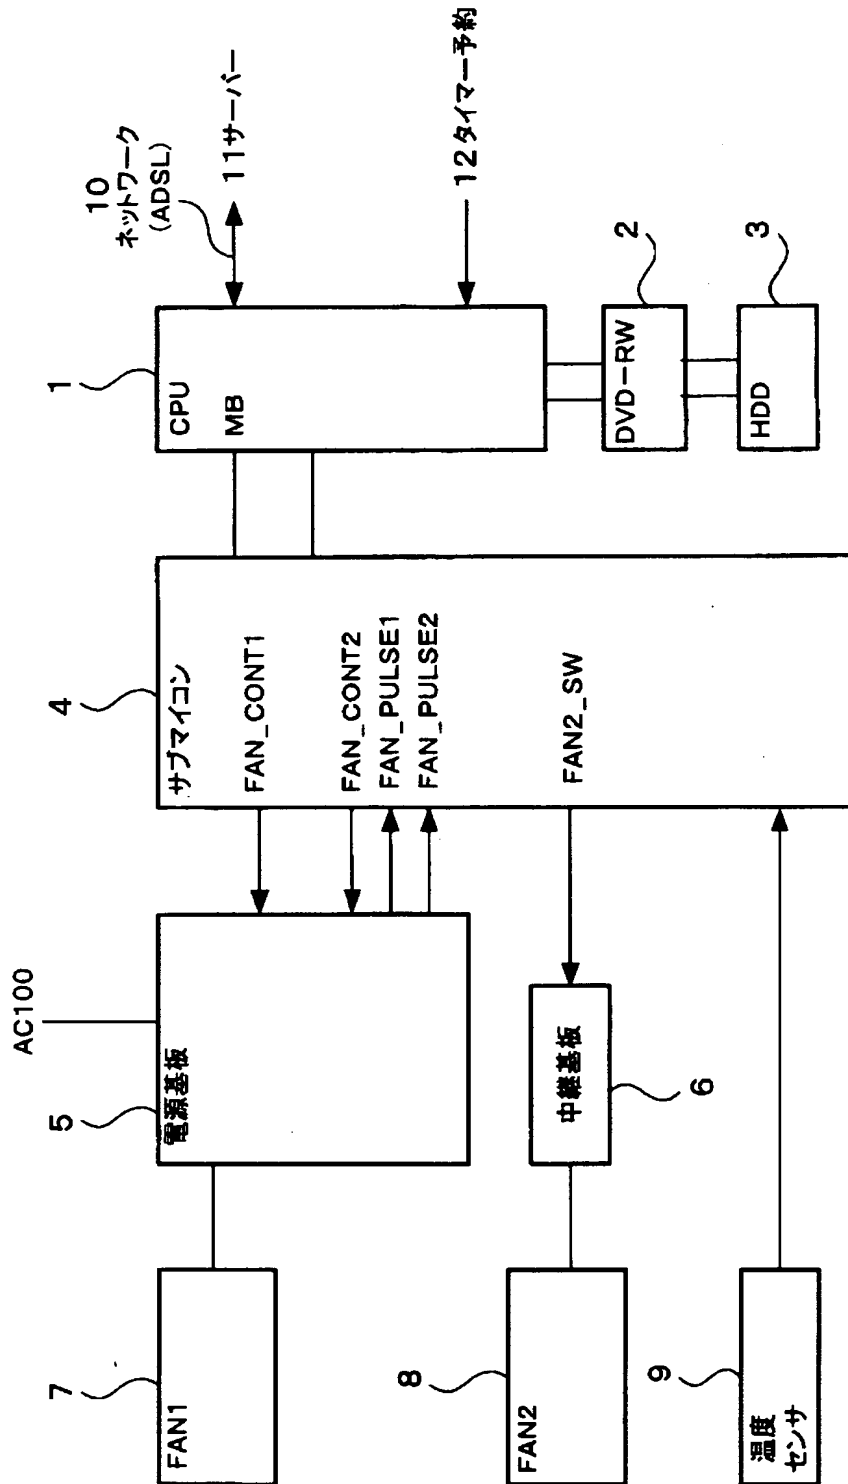 AC100
5
電源基板
7
FAN1
4
サブマイコン
FAN_CONT1
FAN_CONT2
FAN_PULSE1
FAN_PULSE2
FAN2_SW
1
CPU
MB
10
ネットワーク
(ADSL)
11サーバー
12タイマー予約
2
DVD−RW
3
HDD
中継基板
6
8
FAN2
9
温度
センサ